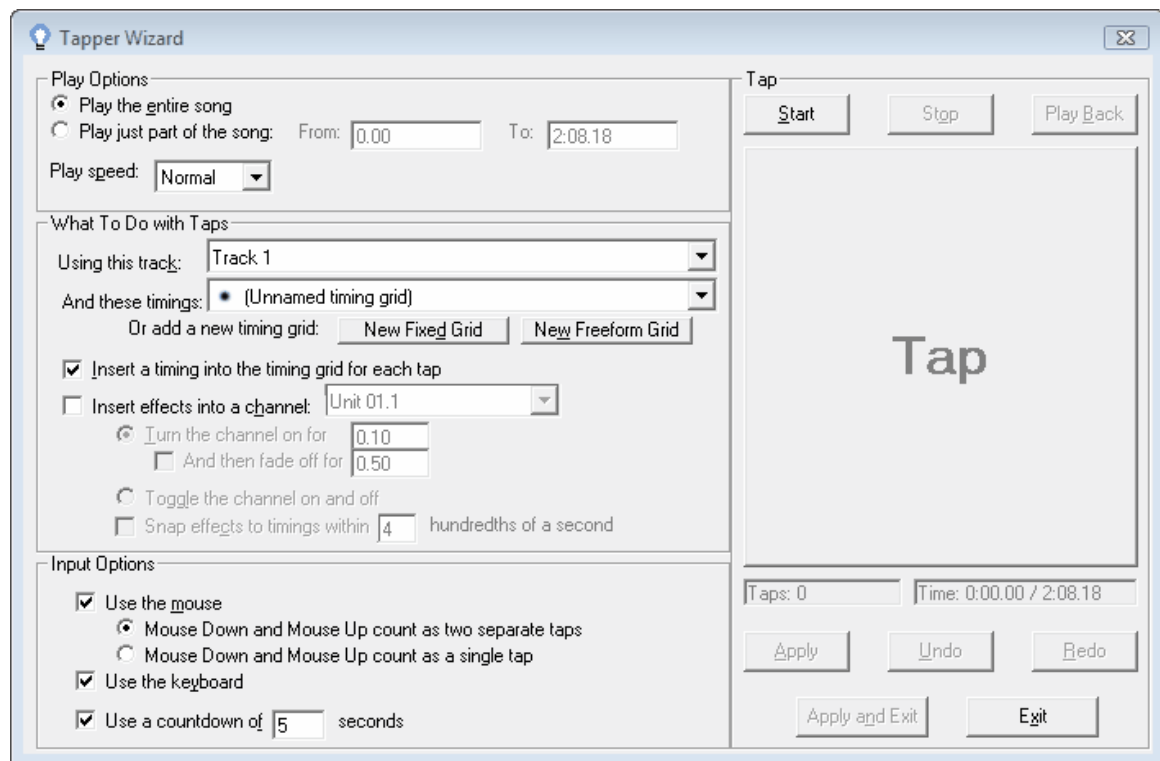 Tapper Wizard
Play Options
Play the entire song
Play just part of the song: From: 0.00 To: 2:08.18
Play speed: Normal
What To Do with Taps
Using this track: Track 1
And these timings: (Unnamed timing grid)
Or add a new timing grid: New Fixed Grid New Freeform Grid
Insert a timing into the timing grid for each tap
Insert effects into a channel: Unit 01.1
Turn the channel on for 0.10
And then fade off for 0.50
Toggle the channel on and off
Snap effects to timings within 4 hundredths of a second
Input Options
Use the mouse
Mouse Down and Mouse Up count as two separate taps
Mouse Down and Mouse Up count as a single tap
Use the keyboard
Use a countdown of 5 seconds
Tap
Start Stop Play Back
Tap
Taps: 0 Time: 0:00.00 / 2:08.18
Apply Undo Redo
Apply and Exit Exit